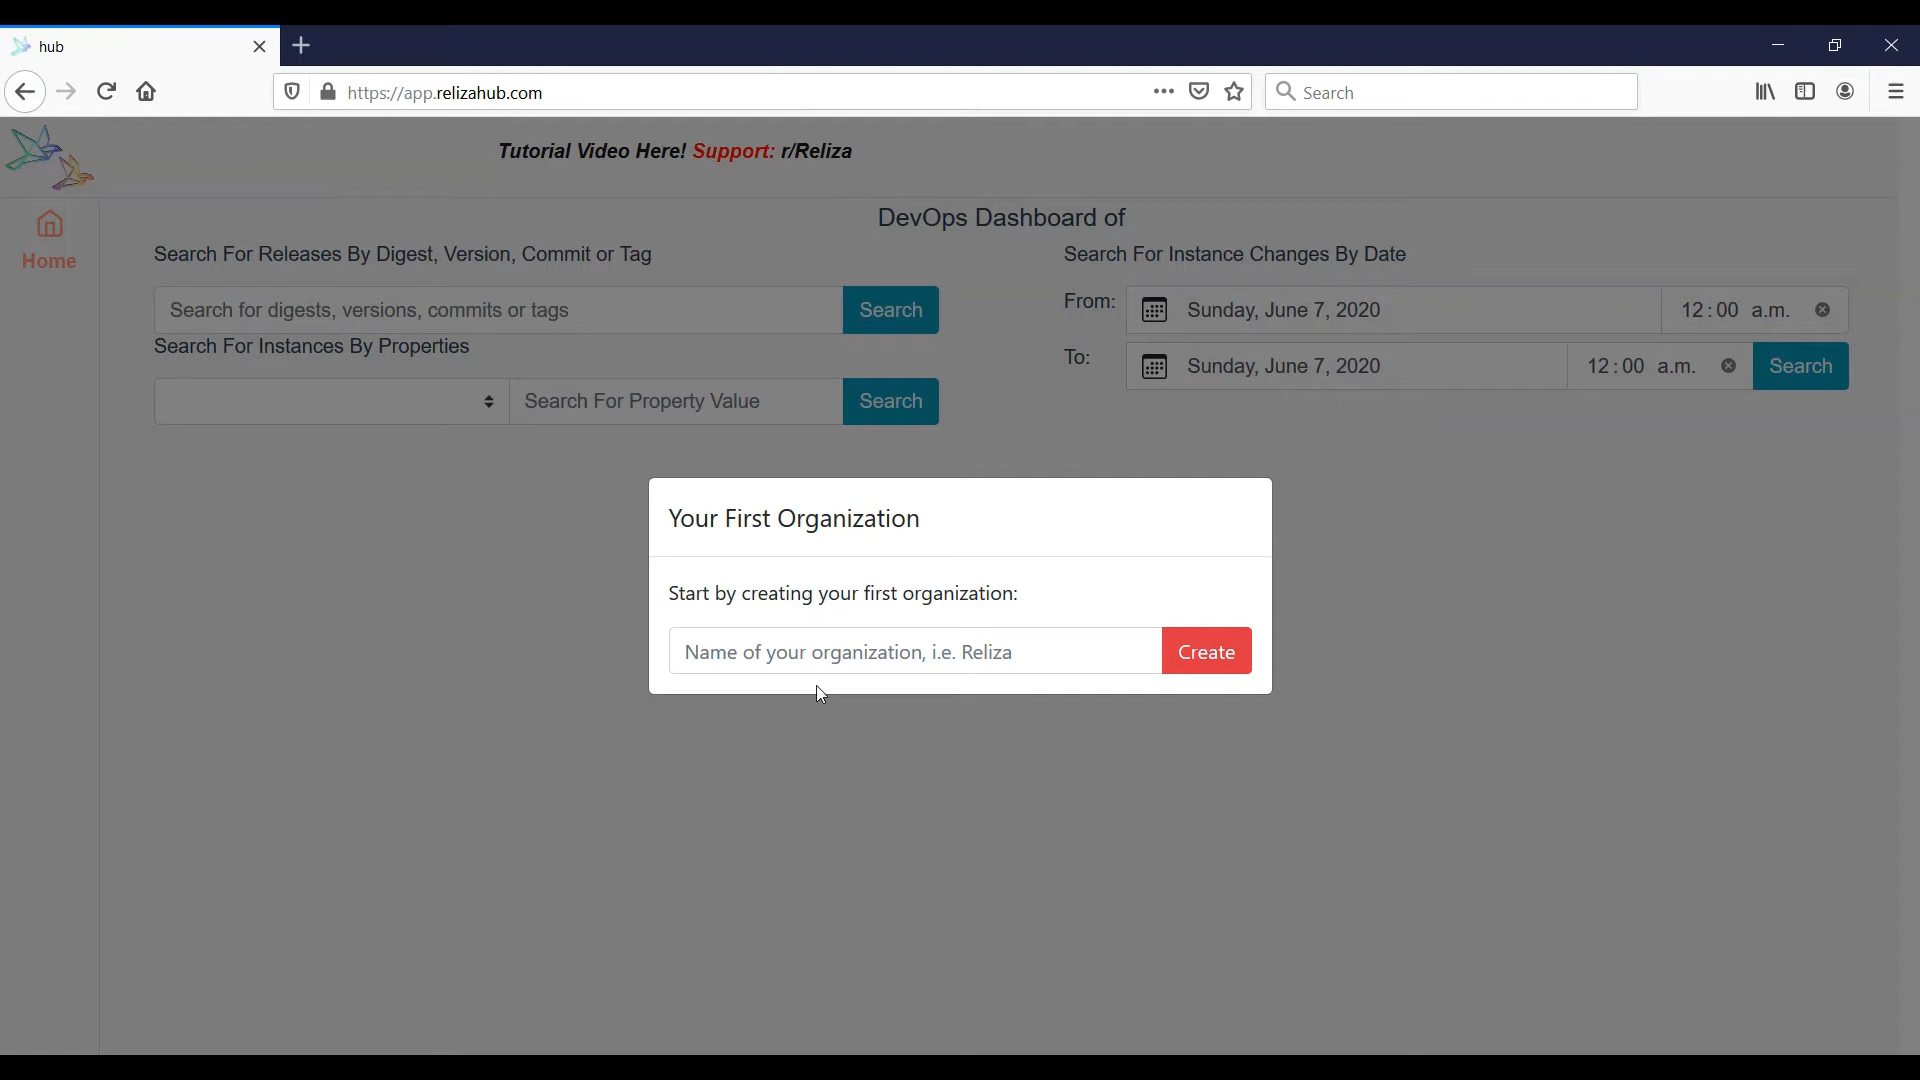 hub
https://app.relizahub.com
Search
Tutorial Video Here! Support: r/Reliza
DevOps Dashboard of
Home
Search For Releases By Digest, Version, Commit or Tag
Search for digests, versions, commits or tags
Search
Search For Instances By Properties
Search For Property Value
Search
Search For Instance Changes By Date
From:
Sunday, June 7, 2020
12:00 a.m.
To:
Sunday, June 7, 2020
12:00 a.m.
Search
Your First Organization
Start by creating your first organization:
Name of your organization, i.e. Reliza
Create